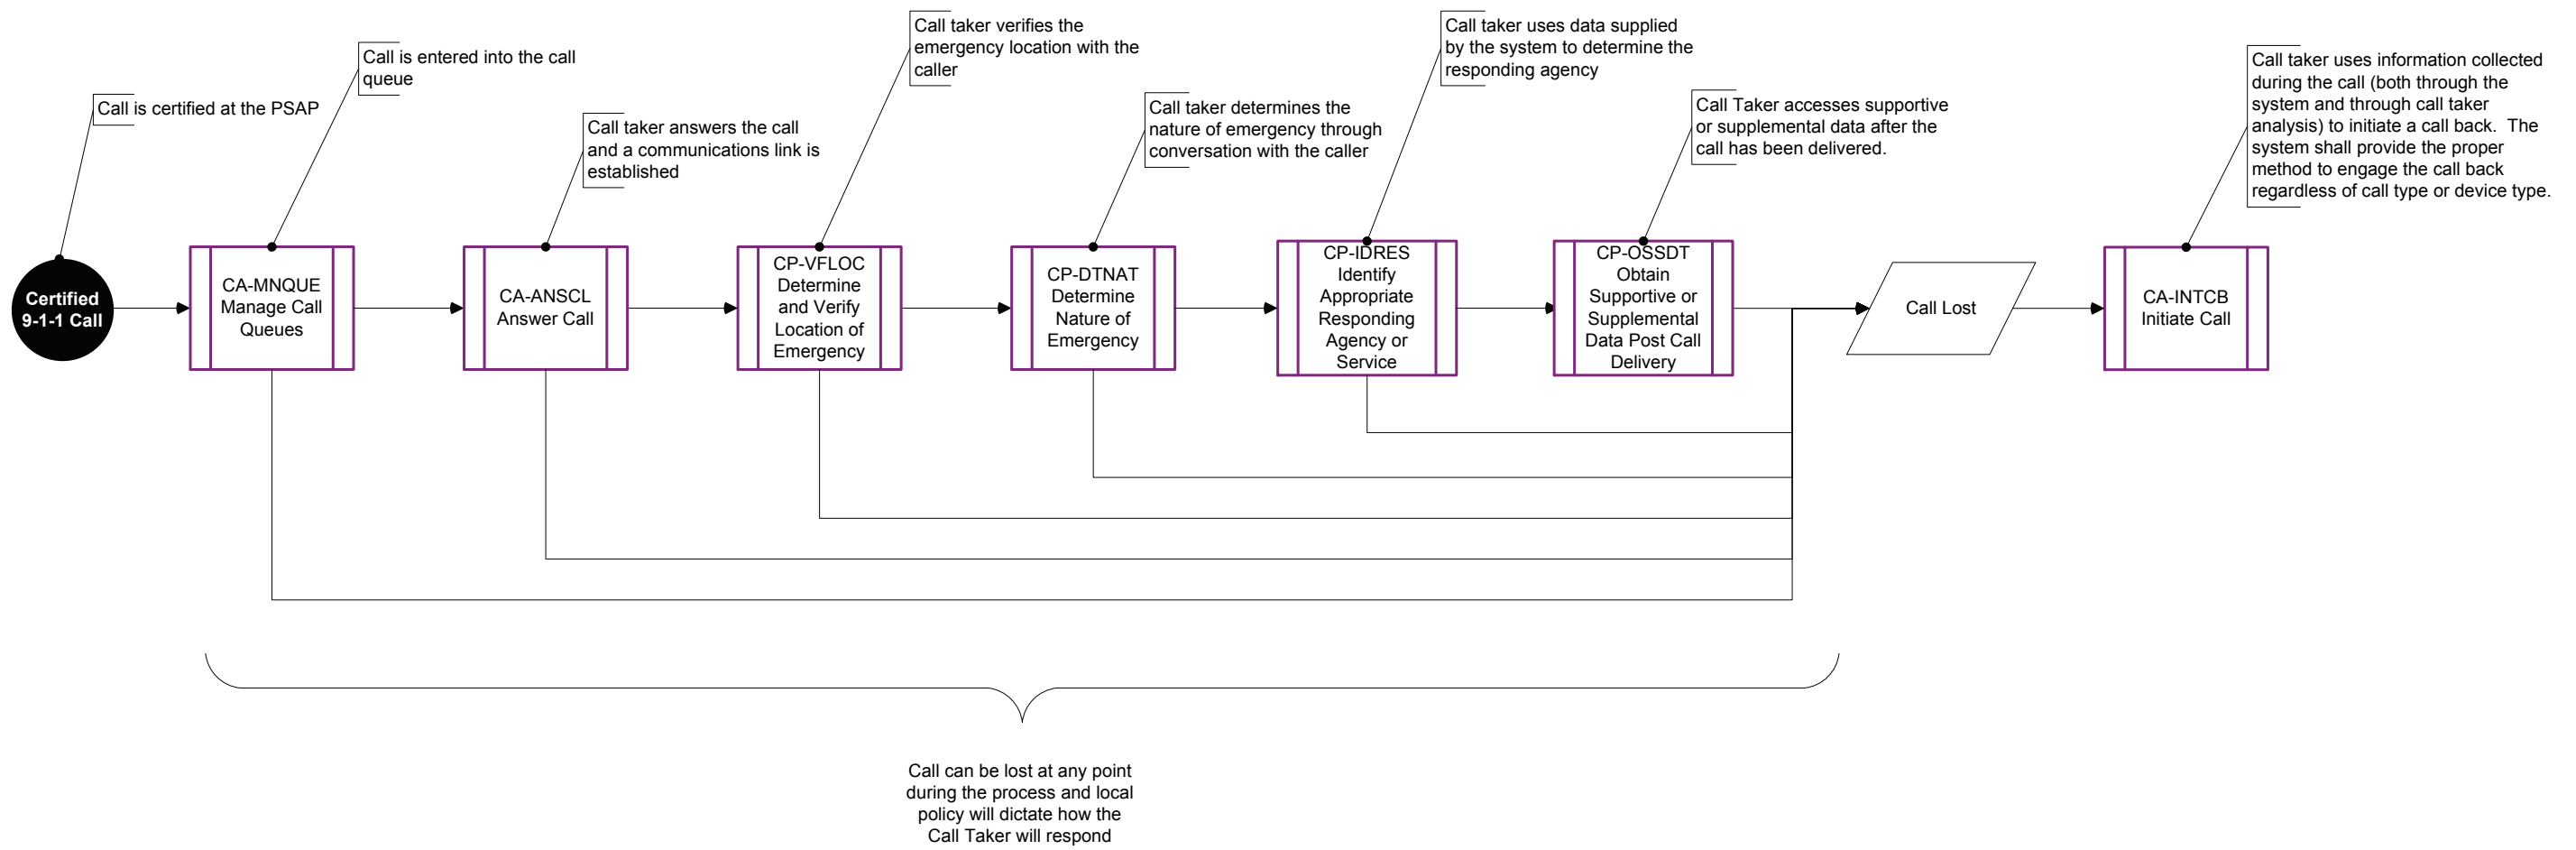 Call is certified at the PSAP
Call is entered into the call
queue
Call taker answers the call
and a communications link is
established
Call taker verifies the
emergency location with the
caller
Call taker determines the
nature of emergency through
conversation with the caller
Call taker uses data supplied
by the system to determine the
responding agency
Call Taker accesses supportive
or supplemental data after the
call has been delivered.
Call taker uses information collected
during the call (both through the
system and through call taker
analysis) to initiate a call back.  The
system shall provide the proper
method to engage the call back
regardless of call type or device type.
Certified
9-1-1 Call
CA-MNQUE
Manage Call
Queues
CA-ANSCL
Answer Call
CP-VFLOC
Determine
and Verify
Location of
Emergency
CP-DTNAT
Determine
Nature of
Emergency
CP-IDRES
Identify
Appropriate
Responding
Agency or
Service
CP-OSSDT
Obtain
Supportive or
Supplemental
Data Post Call
Delivery
Call Lost
CA-INTCB
Initiate Call
Call can be lost at any point
during the process and local
policy will dictate how the
Call Taker will respond